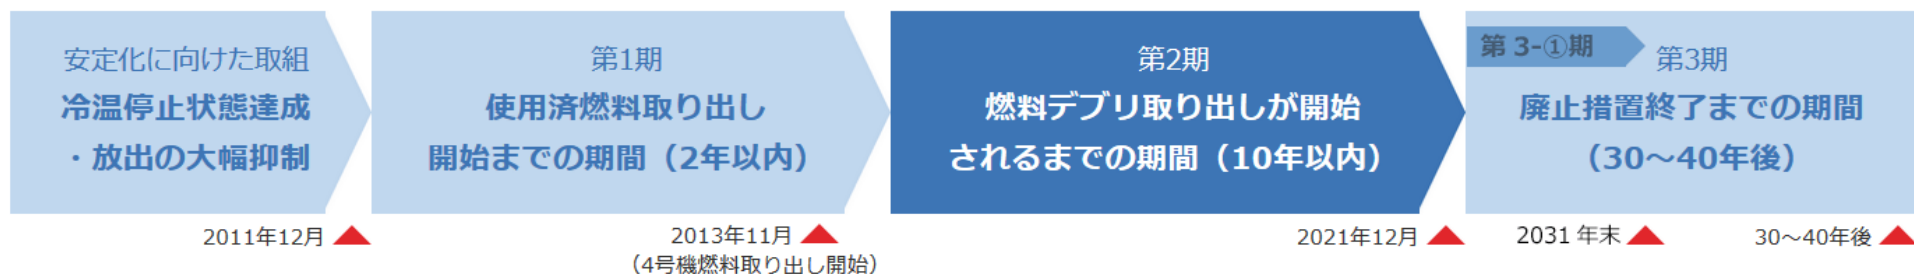 安定化に向けた取組
冷温停止状態達成
・放出の大幅抑制
2011年12月
第1期
使用済燃料取り出し
開始までの期間（2年以内）
2013年11月
（4号機燃料取り出し開始）
第2期
燃料デブリ取り出しが開始
されるまでの期間（10年以内）
2021年12月
第 3-①期
第3期
廃止措置終了までの期間
（30～40年後）
2031 年末
30～40年後